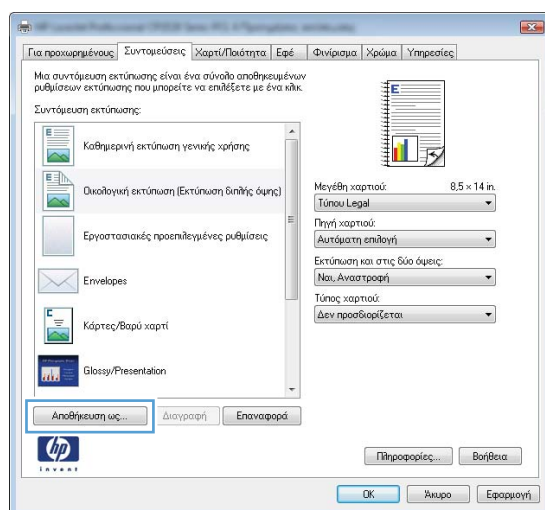 Για προχωρημένους Συντομεύσεις Χαρτί/Ποιότητα Εφέ Φινίρισμα Χρώμα Υπηρεσίες
Μια συντόμευση εκτύπωσης είναι ένα σύνολο αποθηκευμένων
ρυθμίσεων εκτύπωσης που μπορείτε να επιλέξετε με ένα κλικ.
Συντόμευση εκτύπωσης:
Καθημερινή εκτύπωση γενικής χρήσης
Οικολογική εκτύπωση (Εκτύπωση διπλής όψης)
Εργοστασιακές προεπιλεγμένες ρυθμίσεις
Envelopes
Κάρτες/Βαρύ χαρτί
Glossy/Presentation
Αποθήκευση ως... Διαγραφή Επαναφορά
E
Μεγέθη χαρτιού: 8,5 × 14 in.
Τύπου Legal
Πηγή χαρτιού:
Αυτόματη επιλογή
Εκτύπωση και στις δύο όψεις:
Ναι, Αναστροφή
Τύπος χαρτιού:
Δεν προσδιορίζεται
hp
invent
Πληροφορίες... Βοήθεια
OK Άκυρο Εφαρμογή